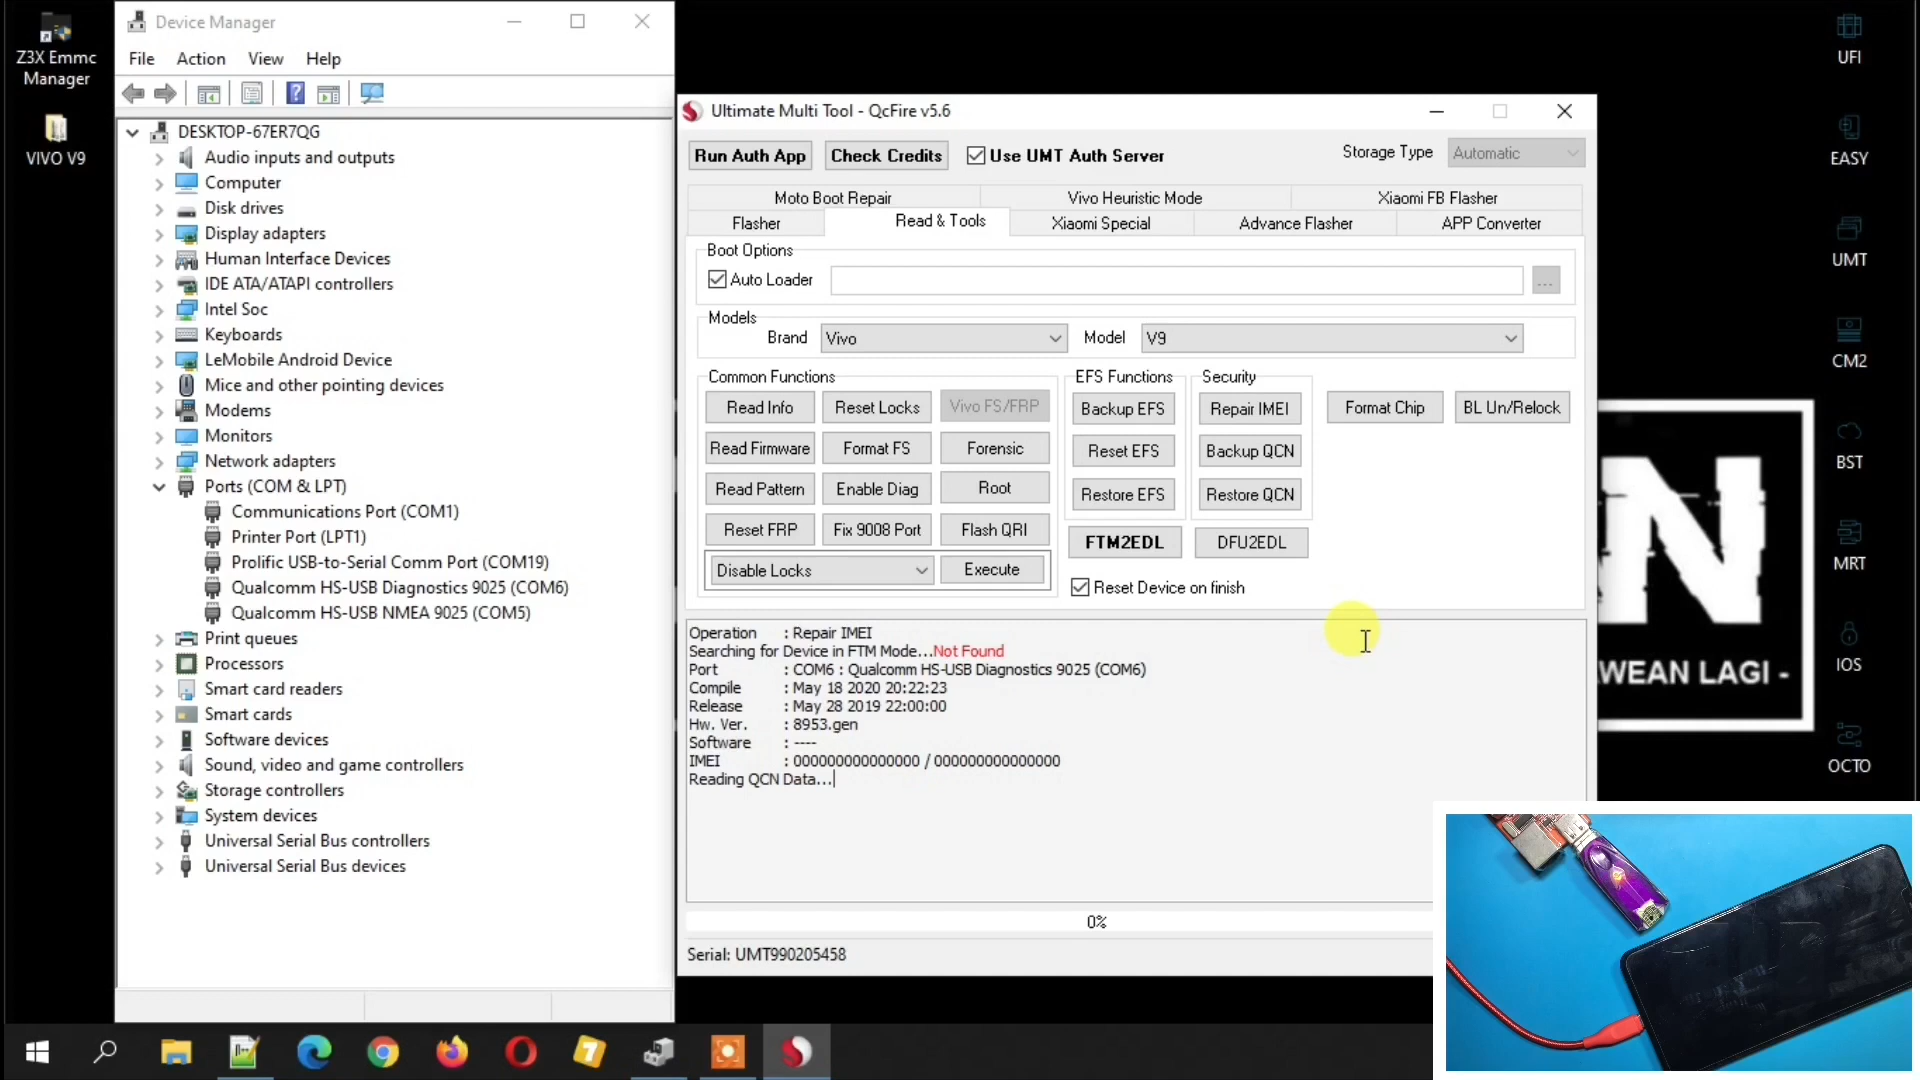 Z3X Emmc
Manager
VIVO V9
Device Manager
File Action View Help
DESKTOP-67ER7QG
Audio inputs and outputs
Computer
Disk drives
Display adapters
Human Interface Devices
IDE ATA/ATAPI controllers
Intel Soc
Keyboards
LeMobile Android Device
Mice and other pointing devices
Modems
Monitors
Network adapters
Ports (COM & LPT)
Communications Port (COM1)
Printer Port (LPT1)
Prolific USB-to-Serial Comm Port (COM19)
Qualcomm HS-USB Diagnostics 9025 (COM6)
Qualcomm HS-USB NMEA 9025 (COM5)
Print queues
Processors
Smart card readers
Smart cards
Software devices
Sound, video and game controllers
Storage controllers
System devices
Universal Serial Bus controllers
Universal Serial Bus devices
Ultimate Multi Tool - QcFire v5.6
Run Auth App Check Credits Use UMT Auth Server Storage Type Automatic
Moto Boot Repair Vivo Heuristic Mode Xiaomi FB Flasher
Flasher Read & Tools Xiaomi Special Advance Flasher APP Converter
Boot Options
Auto Loader ...
Models
Brand Vivo Model V9
Common Functions EFS Functions Security
Read Info Reset Locks Vivo FS/FRP Backup EFS Repair IMEI Format Chip BL Un/Relock
Read Firmware Format FS Forensic Reset EFS Backup QCN
Read Pattern Enable Diag Root Restore EFS Restore QCN
Reset FRP Fix 9008 Port Flash QRI FTM2EDL DFU2EDL
Disable Locks Execute Reset Device on finish
Operation : Repair IMEI
Searching for Device in FTM Mode...Not Found
Port : COM6 : Qualcomm HS-USB Diagnostics 9025 (COM6)
Compile : May 18 2020 20:22:23
Release : May 28 2019 22:00:00
Hw. Ver. : 8953.gen
Software : ----
IMEI : 000000000000000 / 000000000000000
Reading QCN Data...
0%
Serial: UMT990205458
UFI
EASY
UMT
CM2
BST
MRT
IOS
OCTO
N
WEAN LAGI -